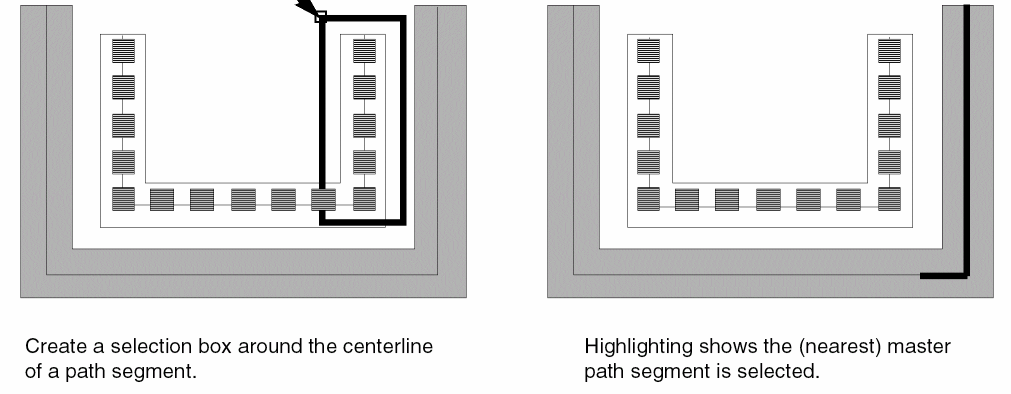 Create a selection box around the centerline
of a path segment.
Highlighting shows the (nearest) master
path segment is selected.